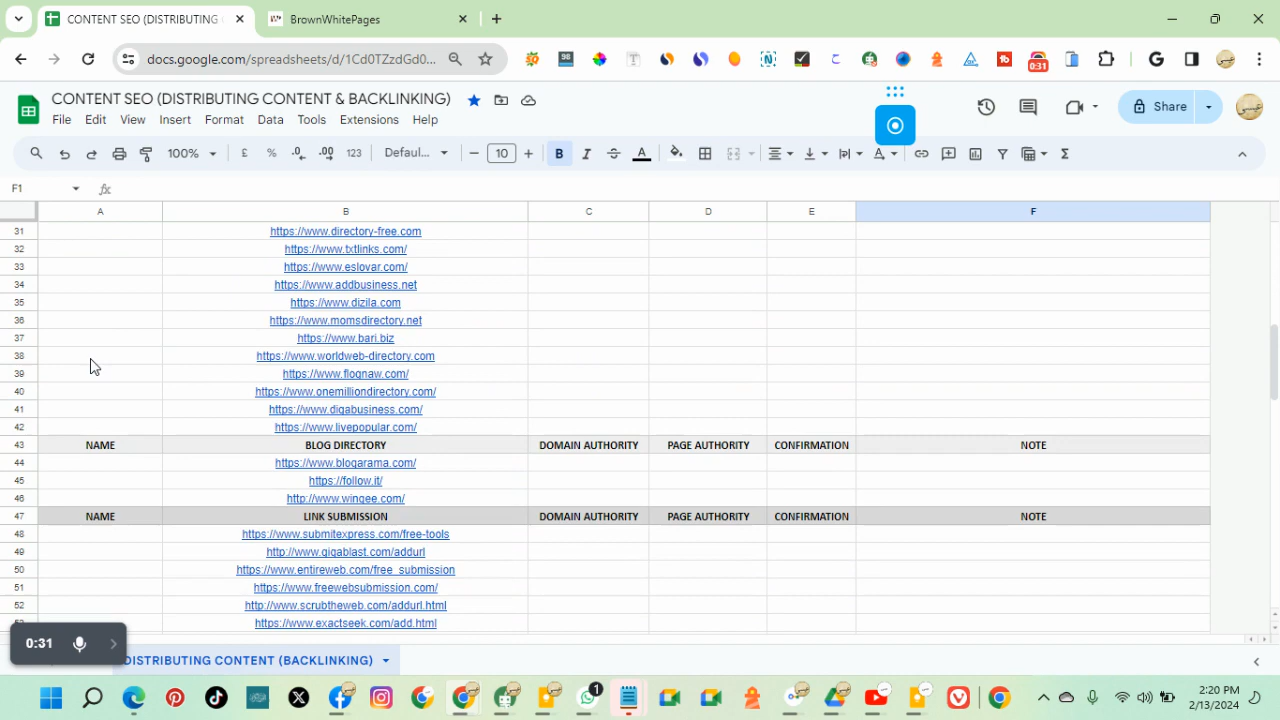 CONTENT SEO (DISTRIBUTING
BrownWhitePages
docs.google.com/spreadsheets/d/1Cd0TZzdGd0...
98
0:31
CONTENT SEO (DISTRIBUTING CONTENT & BACKLINKING)
File Edit View Insert Format Data Tools Extensions Help
Share
100% £ % .0 .00 123 Defaul... 10 B I A
F1 fx
A B C D E F
31 https://www.directory-free.com
32 https://www.txtlinks.com/
33 https://www.eslovar.com/
34 https://www.addbusiness.net
35 https://www.dizila.com
36 https://www.momsdirectory.net
37 https://www.bari.biz
38 https://www.worldweb-directory.com
39 https://www.floqnaw.com/
40 https://www.onemilliondirectory.com/
41 https://www.digabusiness.com/
42 https://www.livepopular.com/
43 NAME BLOG DIRECTORY DOMAIN AUTHORITY PAGE AUTHORITY CONFIRMATION NOTE
44 https://www.blogarama.com/
45 https://follow.it/
46 http://www.wingee.com/
47 NAME LINK SUBMISSION DOMAIN AUTHORITY PAGE AUTHORITY CONFIRMATION NOTE
48 https://www.submitexpress.com/free-tools
49 http://www.gigablast.com/addurl
50 https://www.entireweb.com/free_submission
51 https://www.freewebsubmission.com/
52 http://www.scrubtheweb.com/addurl.html
https://www.exactseek.com/add.html
0:31
DISTRIBUTING CONTENT (BACKLINKING)
1
2:20 PM
2/13/2024